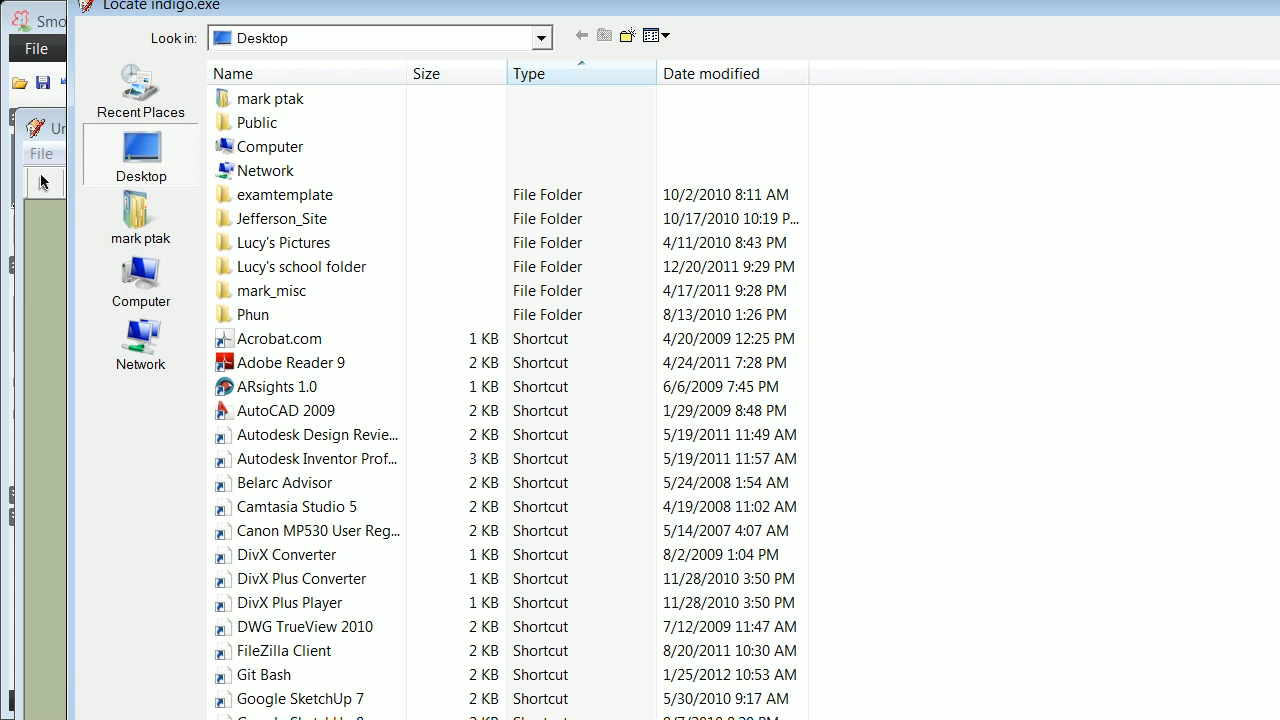 Locate indigo.exe
Smo
File
Look in: Desktop
Name Size Type Date modified
Recent Places
Desktop
mark ptak
Computer
Network
Un
File
mark ptak
Public
Computer
Network
examtemplate File Folder 10/2/2010 8:11 AM
Jefferson_Site File Folder 10/17/2010 10:19 P...
Lucy's Pictures File Folder 4/11/2010 8:43 PM
Lucy's school folder File Folder 12/20/2011 9:29 PM
mark_misc File Folder 4/17/2011 9:28 PM
Phun File Folder 8/13/2010 1:26 PM
Acrobat.com 1 KB Shortcut 4/20/2009 12:25 PM
Adobe Reader 9 2 KB Shortcut 4/24/2011 7:28 PM
ARsights 1.0 1 KB Shortcut 6/6/2009 7:45 PM
AutoCAD 2009 2 KB Shortcut 1/29/2009 8:48 PM
Autodesk Design Revie... 2 KB Shortcut 5/19/2011 11:49 AM
Autodesk Inventor Prof... 3 KB Shortcut 5/19/2011 11:57 AM
Belarc Advisor 2 KB Shortcut 5/24/2008 1:54 AM
Camtasia Studio 5 2 KB Shortcut 4/19/2008 11:02 AM
Canon MP530 User Reg... 2 KB Shortcut 5/14/2007 4:07 AM
DivX Converter 1 KB Shortcut 8/2/2009 1:04 PM
DivX Plus Converter 1 KB Shortcut 11/28/2010 3:50 PM
DivX Plus Player 1 KB Shortcut 11/28/2010 3:50 PM
DWG TrueView 2010 2 KB Shortcut 7/12/2009 11:47 AM
FileZilla Client 2 KB Shortcut 8/20/2011 10:30 AM
Git Bash 2 KB Shortcut 1/25/2012 10:53 AM
Google SketchUp 7 2 KB Shortcut 5/30/2010 9:17 AM